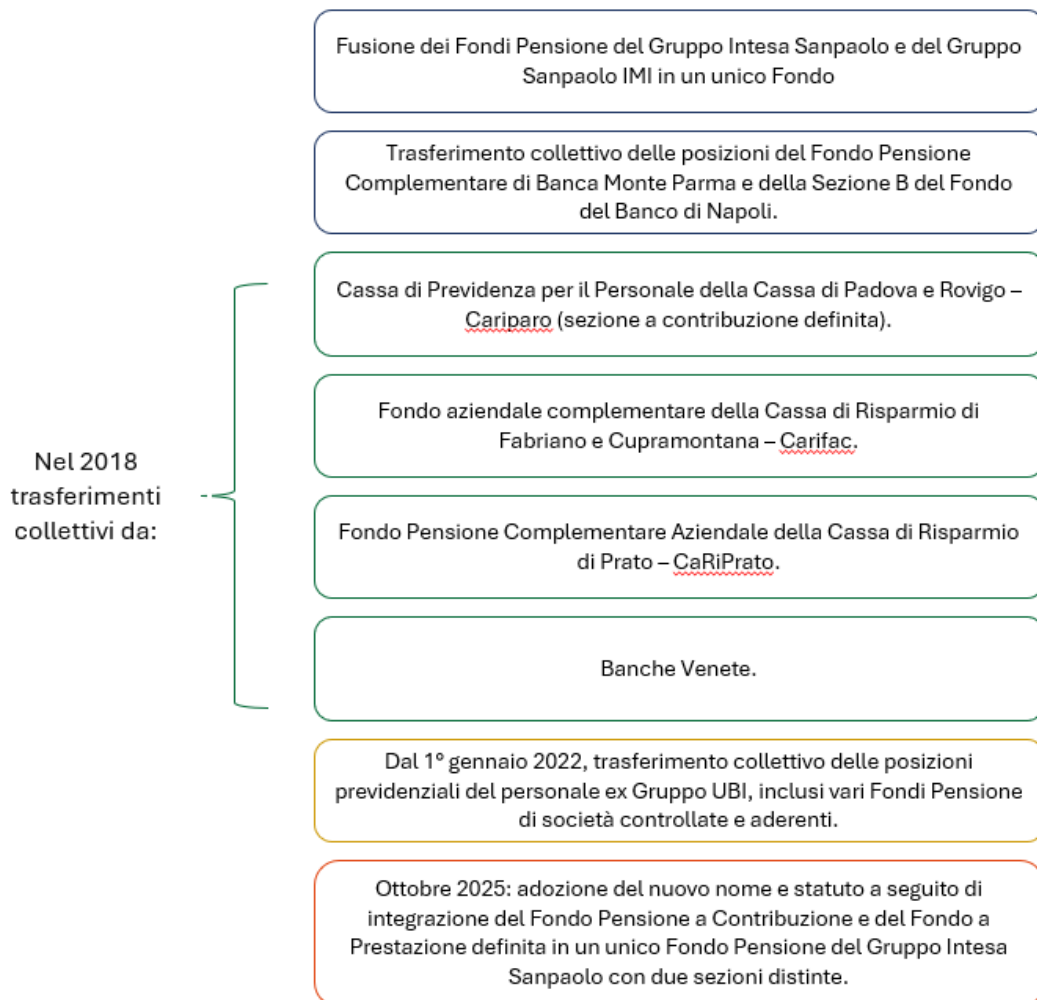 Fusione dei Fondi Pensione del Gruppo Intesa Sanpaolo e del Gruppo
Sanpaolo IMI in un unico Fondo
Trasferimento collettivo delle posizioni del Fondo Pensione
Complementare di Banca Monte Parma e della Sezione B del Fondo
del Banco di Napoli.
Nel 2018
trasferimenti
collettivi da:
Cassa di Previdenza per il Personale della Cassa di Padova e Rovigo –
Cariparo (sezione a contribuzione definita).
Fondo aziendale complementare della Cassa di Risparmio di
Fabriano e Cupramontana – Carifac.
Fondo Pensione Complementare Aziendale della Cassa di Risparmio
di Prato – CaRiPrato.
Banche Venete.
Dal 1° gennaio 2022, trasferimento collettivo delle posizioni
previdenziali del personale ex Gruppo UBI, inclusi vari Fondi Pensione
di società controllate e aderenti.
Ottobre 2025: adozione del nuovo nome e statuto a seguito di
integrazione del Fondo Pensione a Contribuzione e del Fondo a
Prestazione definita in un unico Fondo Pensione del Gruppo Intesa
Sanpaolo con due sezioni distinte.